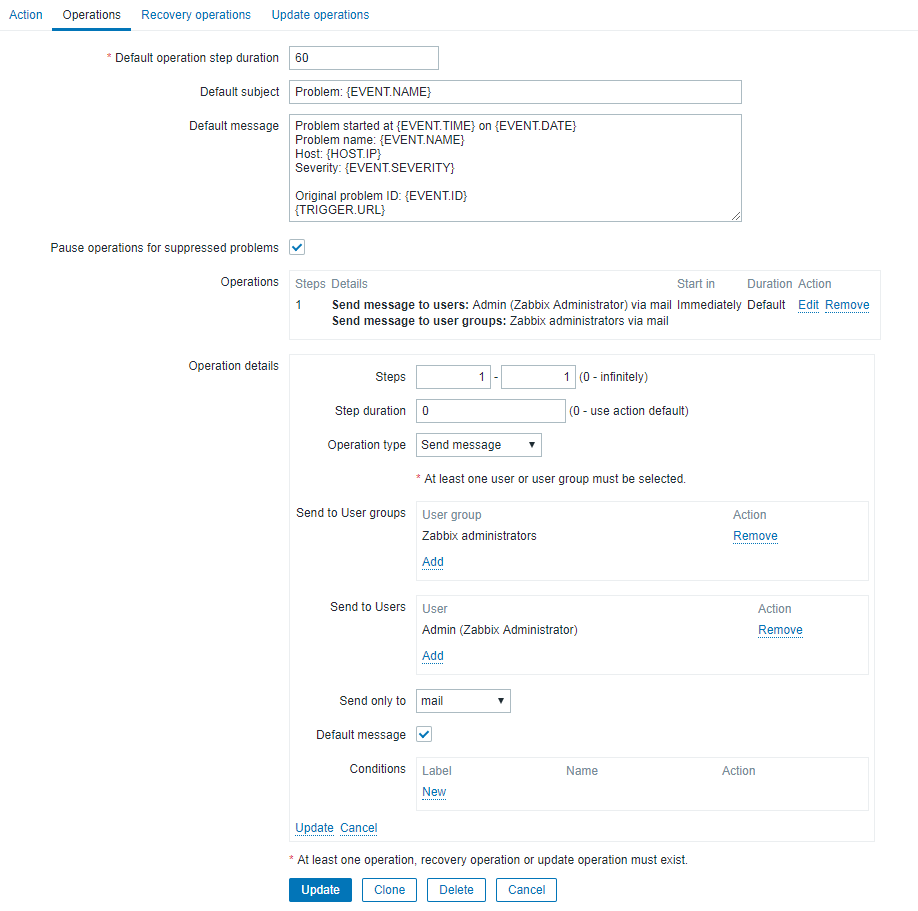 Action Operations Recovery operations Update operations
* Default operation step duration 60
Default subject Problem: {EVENT.NAME}
Default message Problem started at {EVENT.TIME} on {EVENT.DATE}
Problem name: {EVENT.NAME}
Host: {HOST.IP}
Severity: {EVENT.SEVERITY}
Original problem ID: {EVENT.ID}
{TRIGGER.URL}
Pause operations for suppressed problems
Operations Steps Details Start in Duration Action
1 Send message to users: Admin (Zabbix Administrator) via mail Immediately Default Edit Remove
Send message to user groups: Zabbix administrators via mail
Operation details
Steps 1 - 1 (0 - infinitely)
Step duration 0 (0 - use action default)
Operation type Send message
* At least one user or user group must be selected.
Send to User groups User group Action
Zabbix administrators Remove
Add
Send to Users User Action
Admin (Zabbix Administrator) Remove
Add
Send only to mail
Default message
Conditions Label Name Action
New
Update Cancel
* At least one operation, recovery operation or update operation must exist.
Update Clone Delete Cancel